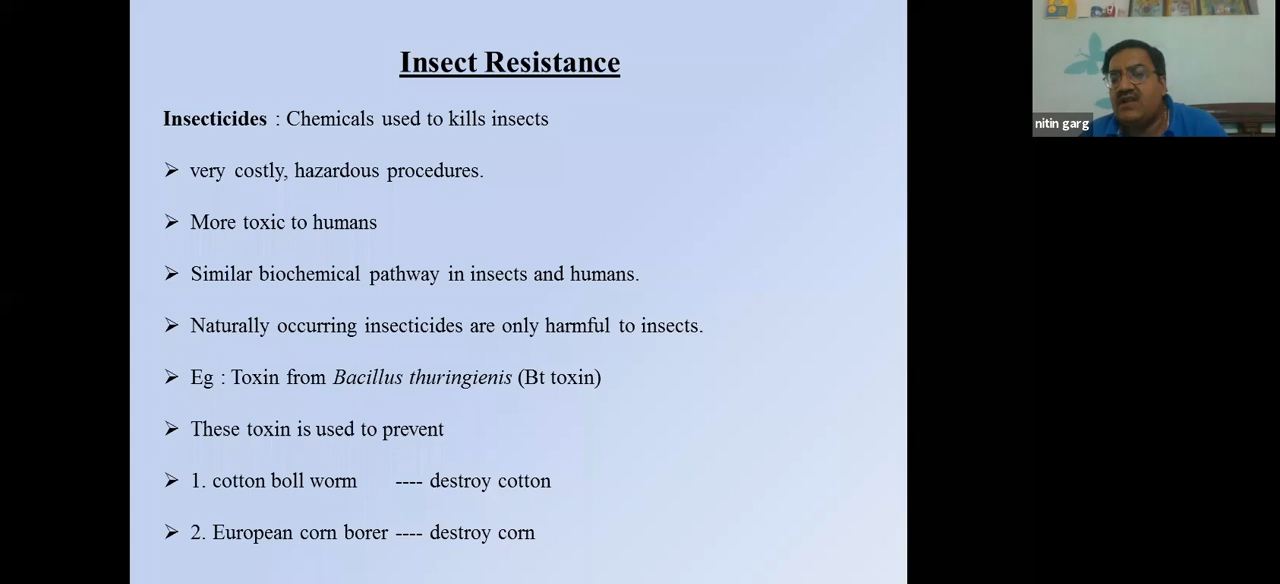 Insect Resistance
Insecticides : Chemicals used to kills insects
➢ very costly, hazardous procedures.
➢ More toxic to humans
➢ Similar biochemical pathway in insects and humans.
➢ Naturally occurring insecticides are only harmful to insects.
➢ Eg : Toxin from Bacillus thuringienis (Bt toxin)
➢ These toxin is used to prevent
➢ 1. cotton boll worm ---- destroy cotton
➢ 2. European corn borer ---- destroy corn
nitin garg